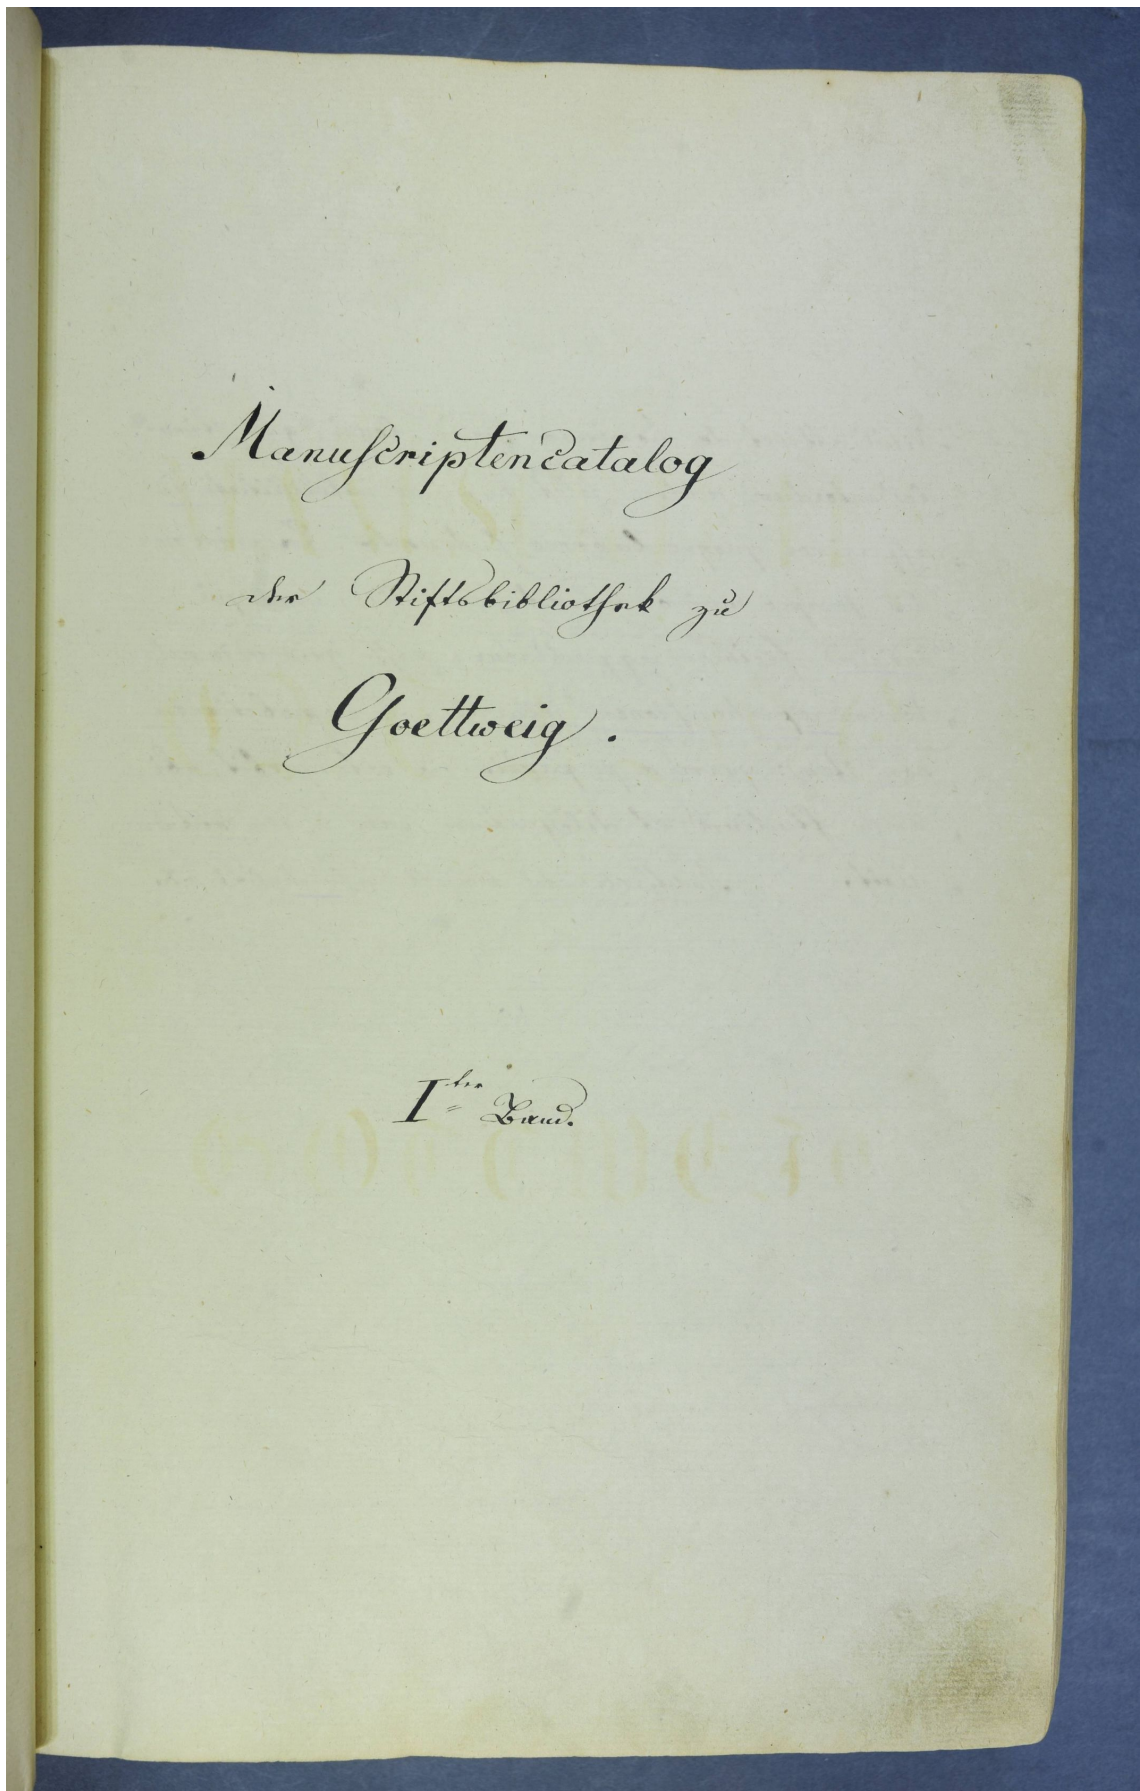 Manuscriptencatalog
der Stiftsbibliothek zu
Goettweig.
Iter Band.